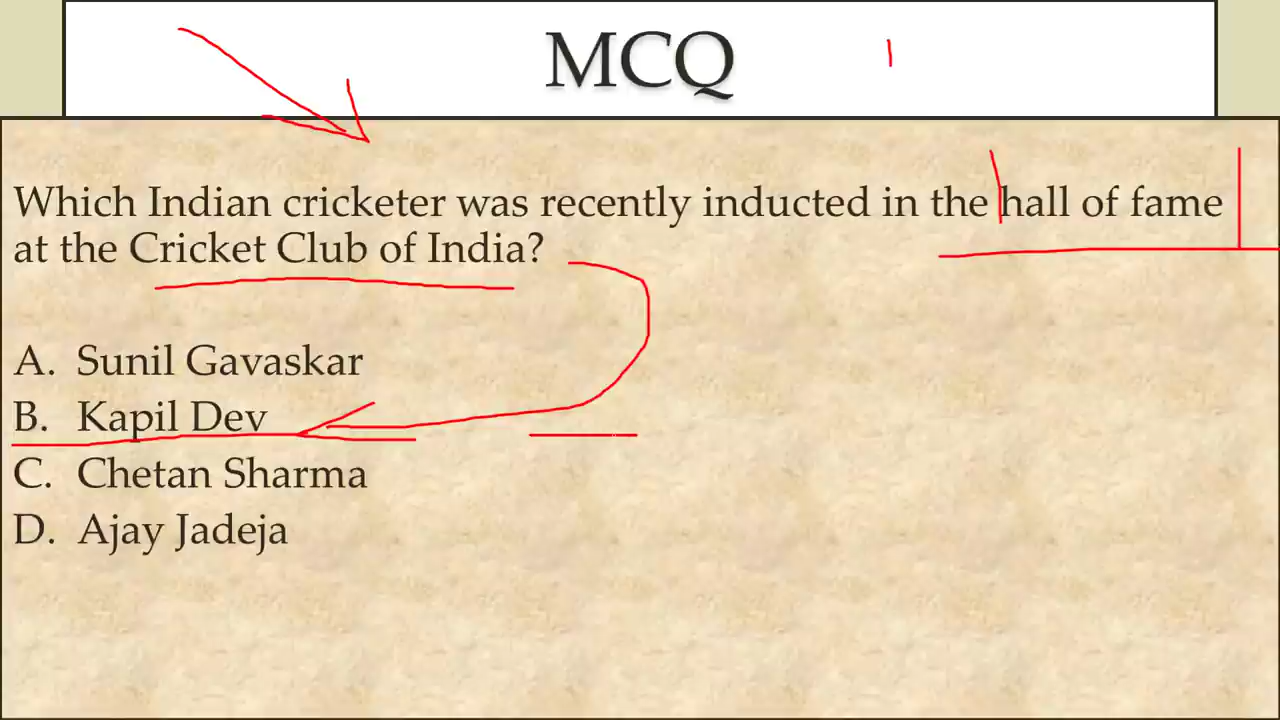 MCQ
Which Indian cricketer was recently inducted in the hall of fame
at the Cricket Club of India?
A. Sunil Gavaskar
B. Kapil Dev
C. Chetan Sharma
D. Ajay Jadeja